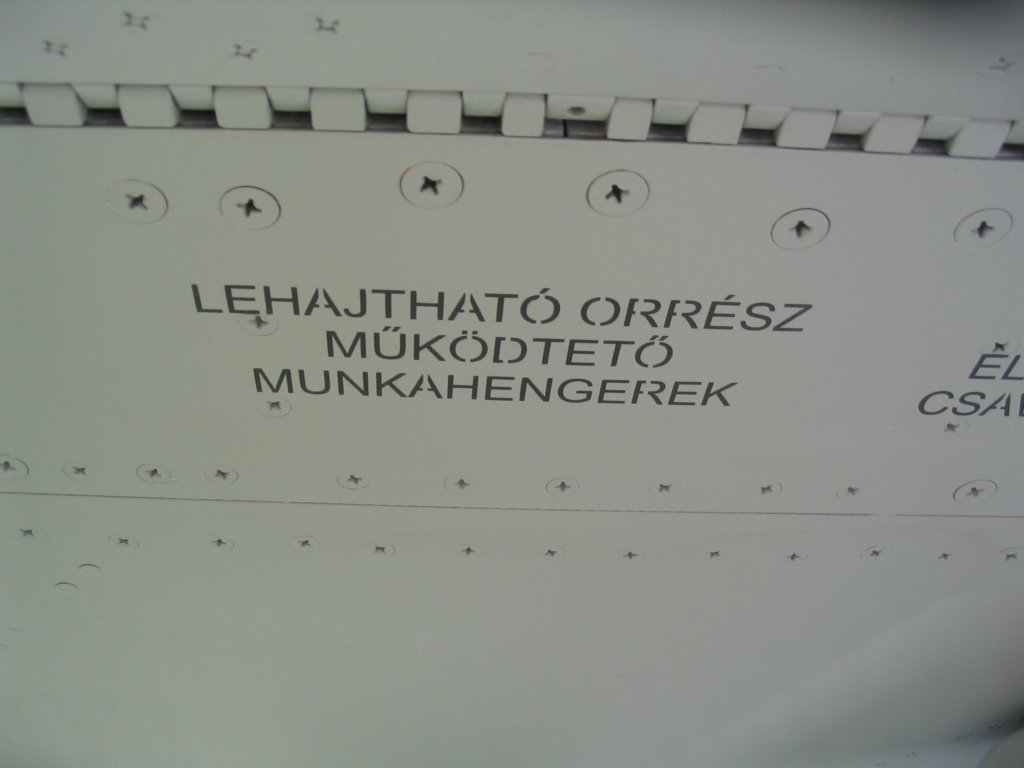 LEHAJTHATÓ ORRÉSZ
MŰKÖDTETŐ
MUNKAHENGEREK